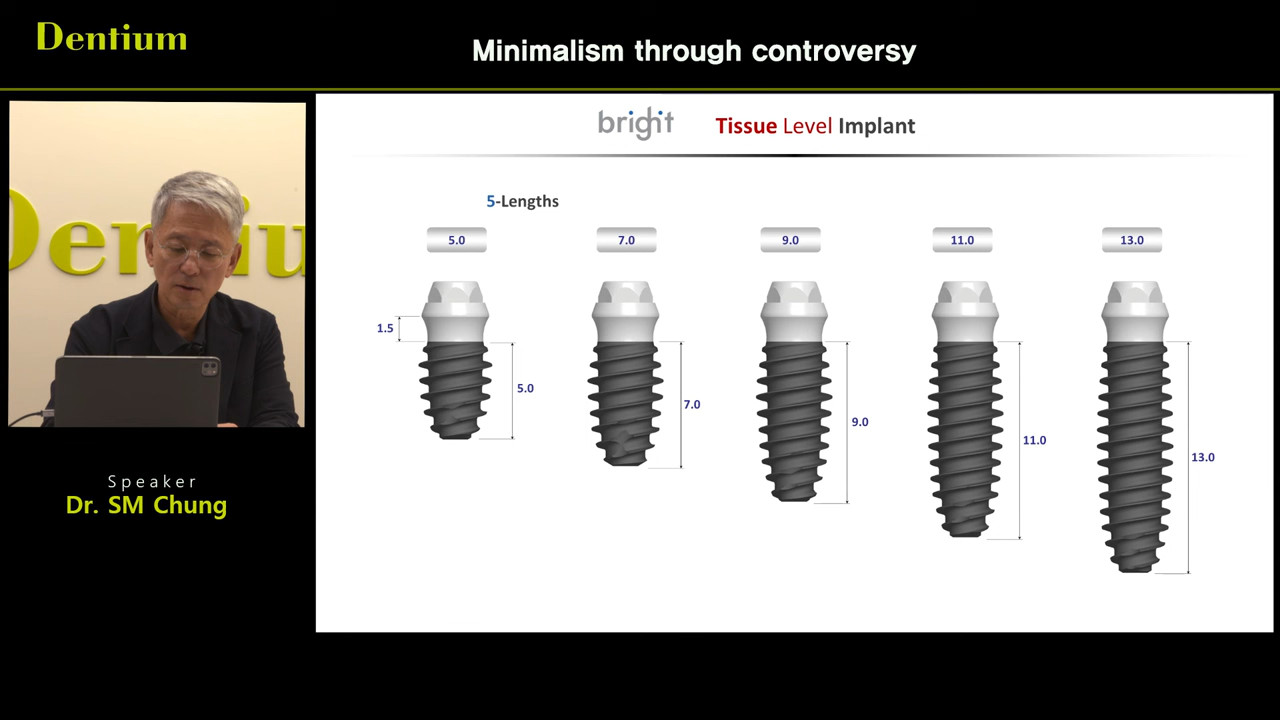 Dentium
Minimalism through controversy
bright
Tissue Level Implant
5-Lengths
5.0
7.0
9.0
11.0
13.0
1.5
5.0
7.0
9.0
11.0
13.0
Dentiu
Speaker
Dr. SM Chung